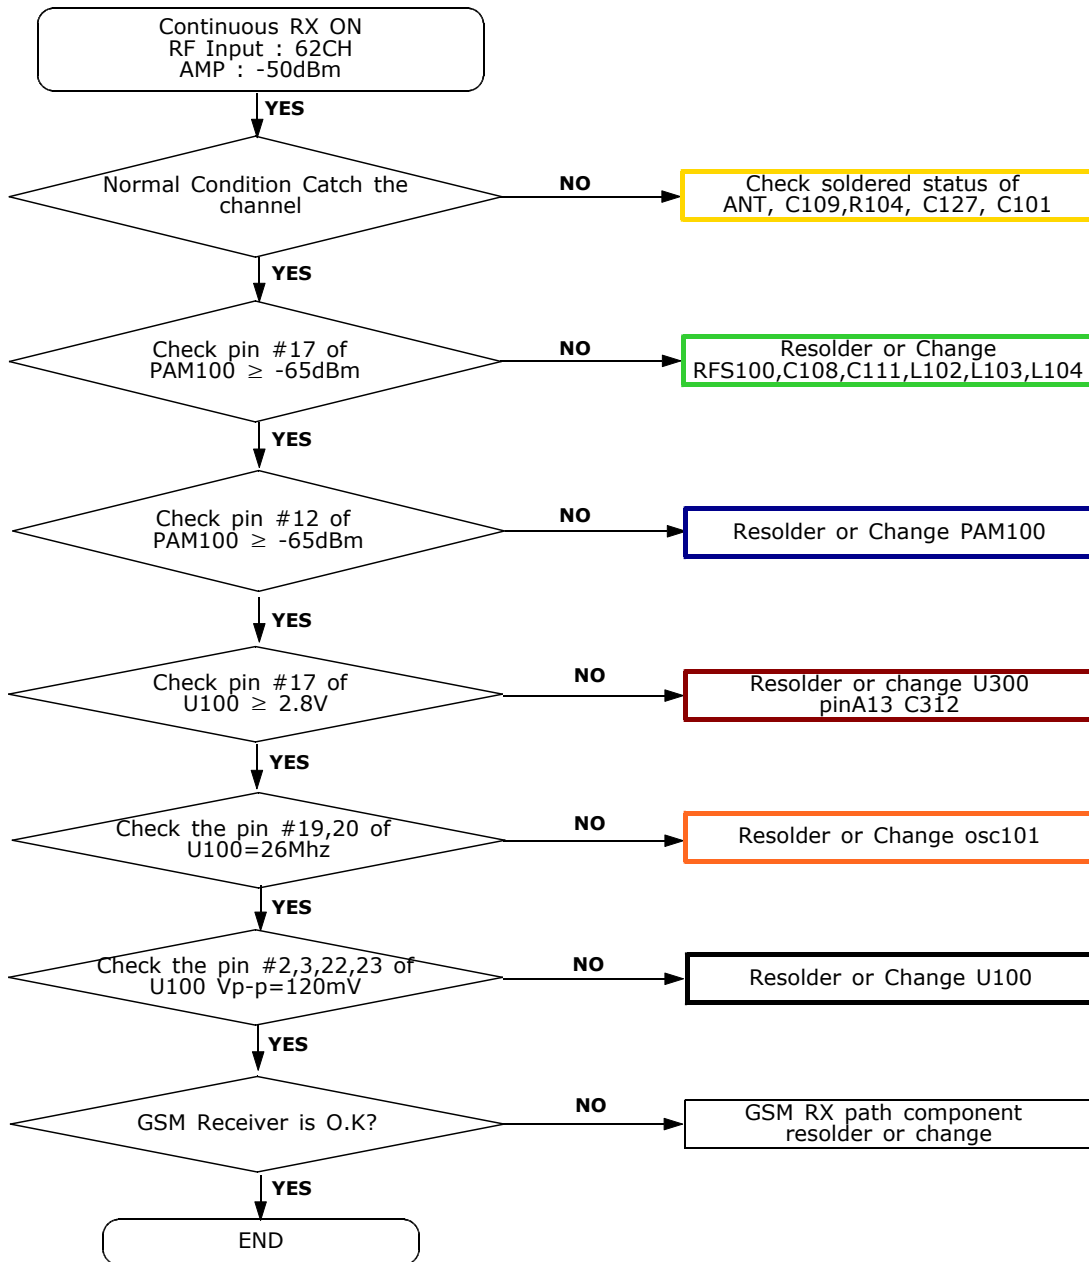 Continuous RX ON
RF Input : 62CH
AMP : -50dBm
YES
Normal Condition Catch the
channel
NO
Check soldered status of
ANT, C109,R104, C127, C101
YES
Check pin #17 of
PAM100 ≥ -65dBm
NO
Resolder or Change
RFS100,C108,C111,L102,L103,L104
YES
Check pin #12 of
PAM100 ≥ -65dBm
NO
Resolder or Change PAM100
YES
Check pin #17 of
U100 ≥ 2.8V
NO
Resolder or change U300
pinA13 C312
YES
Check the pin #19,20 of
U100=26Mhz
NO
Resolder or Change osc101
YES
Check the pin #2,3,22,23 of
U100 Vp-p=120mV
NO
Resolder or Change U100
YES
GSM Receiver is O.K?
NO
GSM RX path component
resolder or change
YES
END